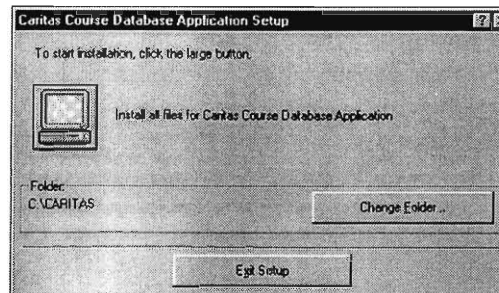 Caritas Course Database Application Setup
To start installation, click the large button.
Install all files for Caritas Course Database Application
Folder:
C:\CARITAS
Change Folder...
Exit Setup